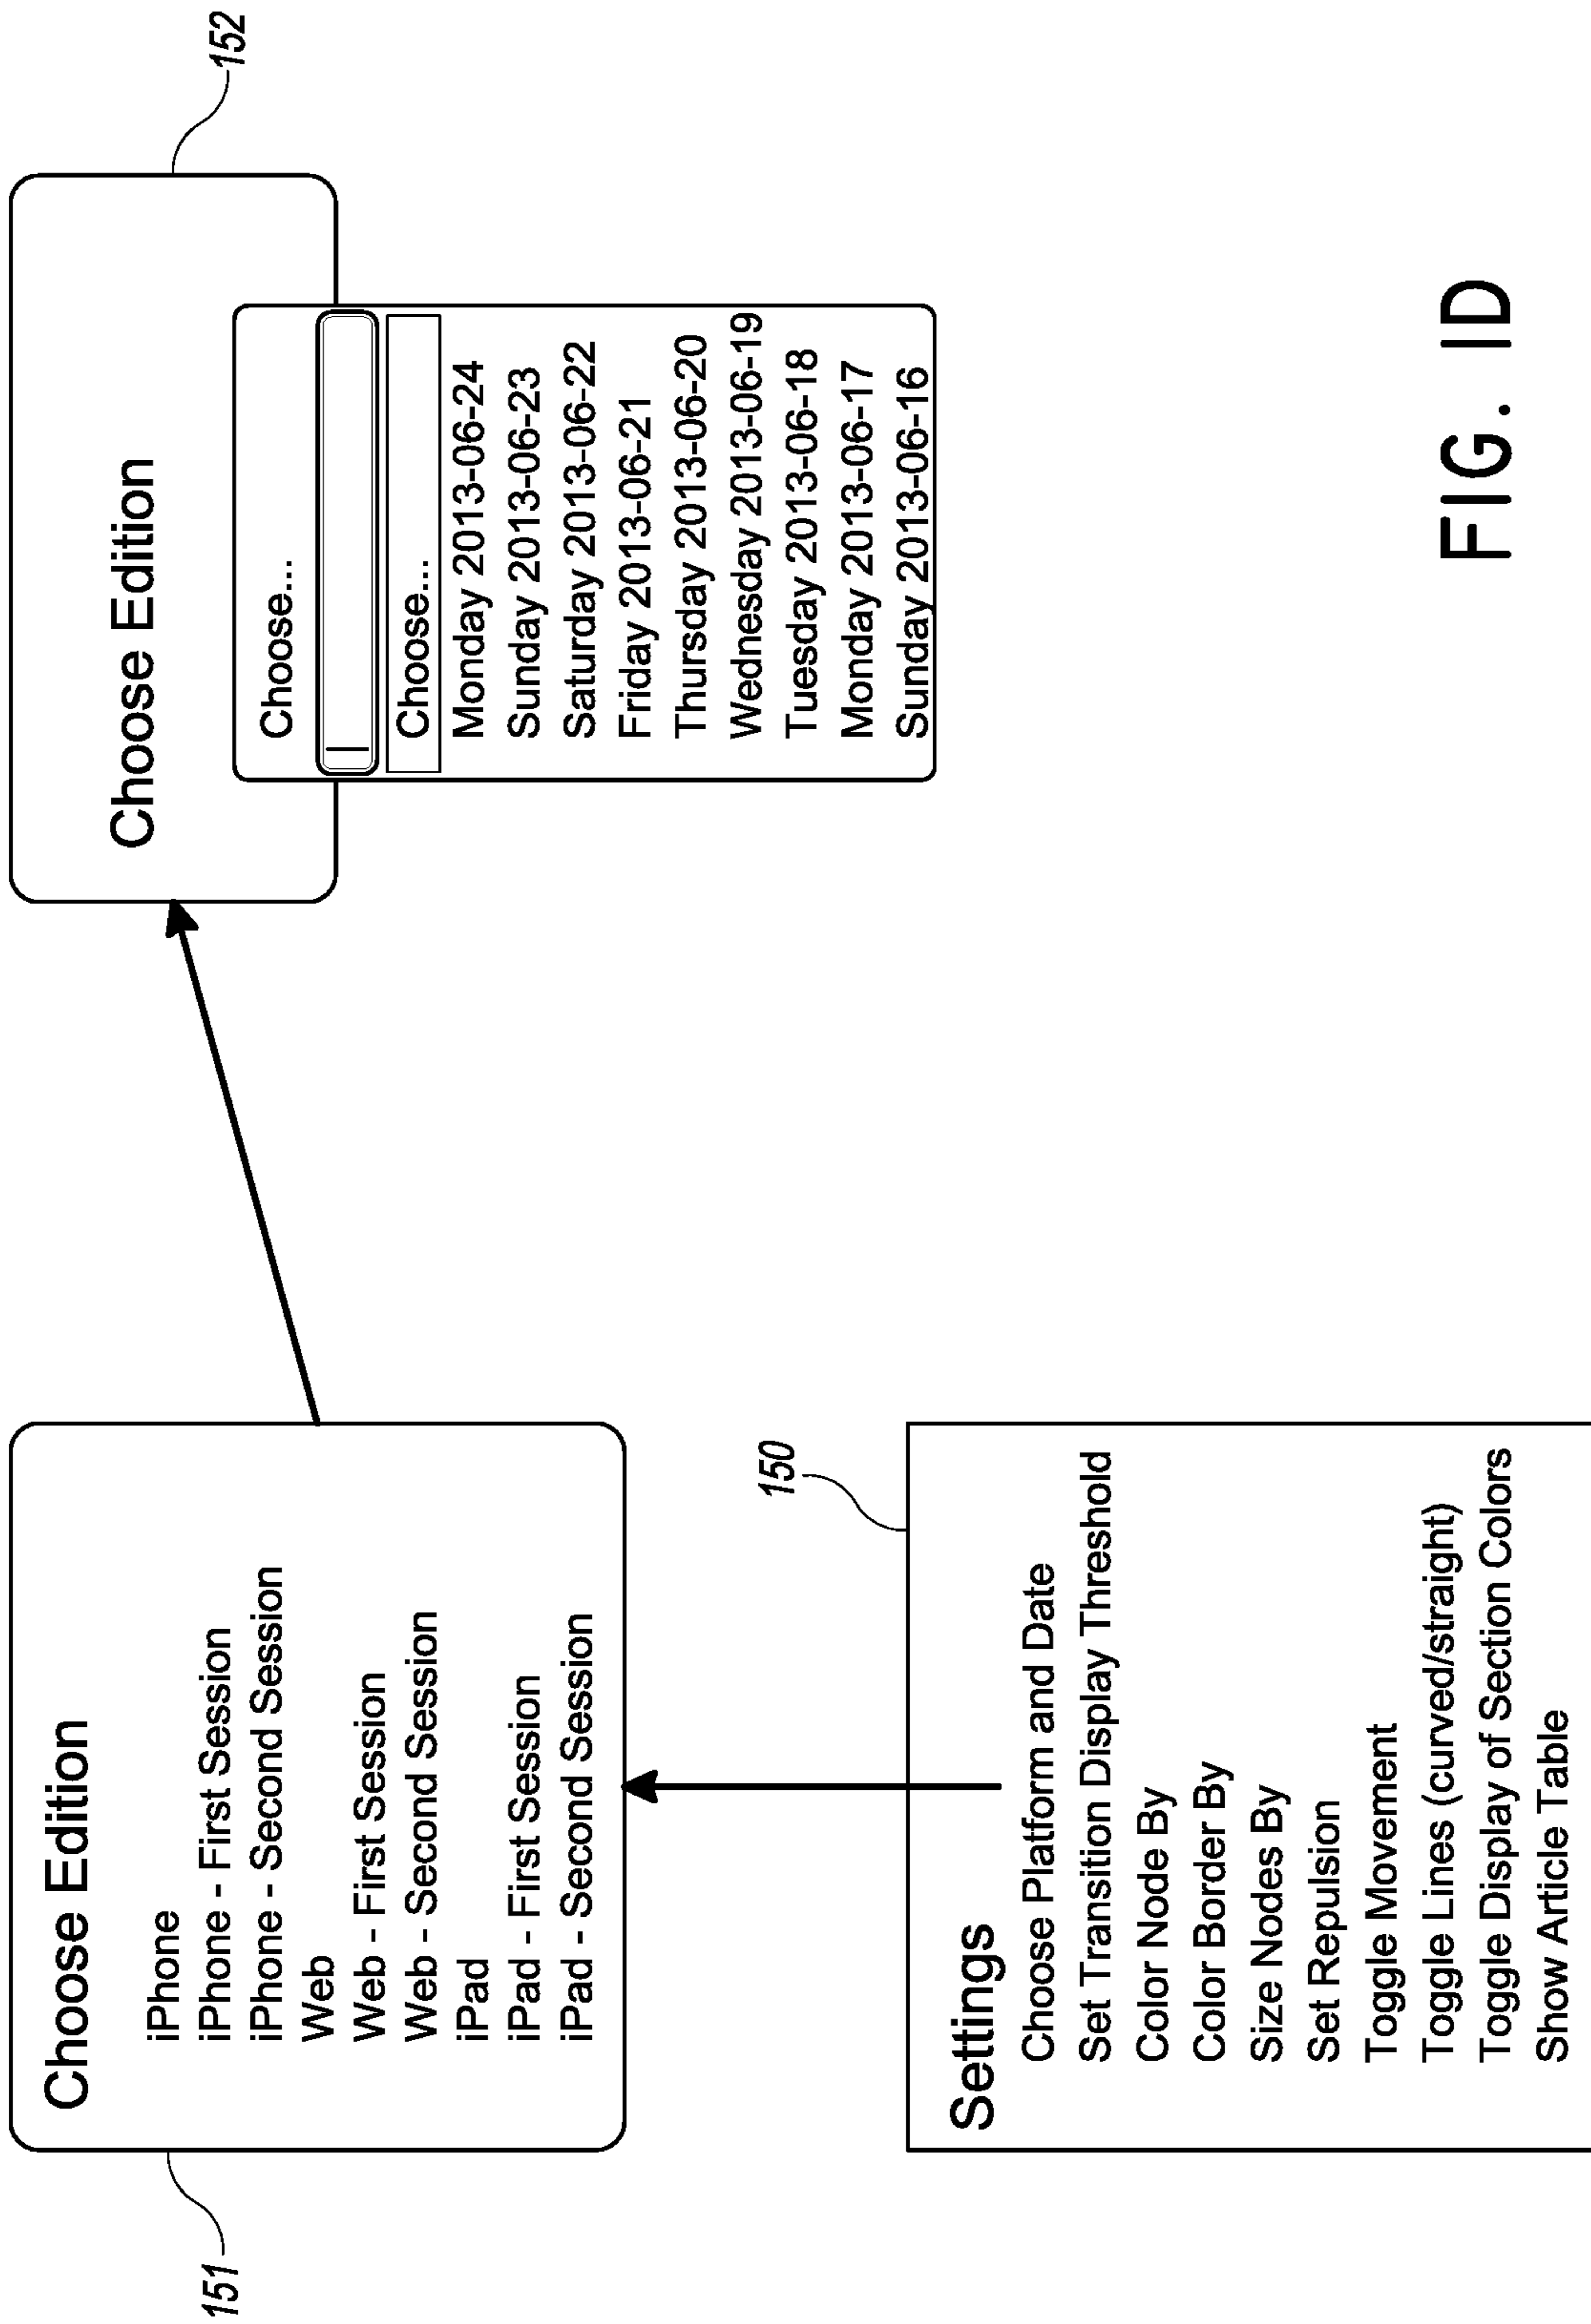 151
Choose Edition
iPhone
iPhone - First Session
iPhone - Second Session
Web
Web - First Session
Web - Second Session
iPad
iPad - First Session
iPad - Second Session
152
Choose Edition
Choose...
Choose...
Monday 2013-06-24
Sunday 2013-06-23
Saturday 2013-06-22
Friday 2013-06-21
Thursday 2013-06-20
Wednesday 2013-06-19
Tuesday 2013-06-18
Monday 2013-06-17
Sunday 2013-06-16
150
Settings
Choose Platform and Date
Set Transition Display Threshold
Color Node By
Color Border By
Size Nodes By
Set Repulsion
Toggle Movement
Toggle Lines (curved/straight)
Toggle Display of Section Colors
Show Article Table
FIG. 1D